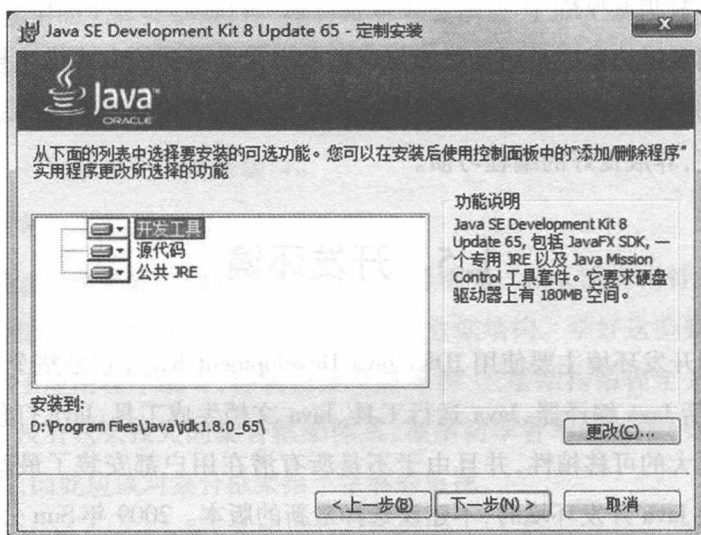 Java SE Development Kit 8 Update 65 - 定制安装
Java™
ORACLE
从下面的列表中选择要安装的可选功能。您可以在安装后使用控制面板中的"添加/删除程序"
实用程序更改所选择的功能
开发工具
源代码
公共 JRE
功能说明
Java SE Development Kit 8
Update 65, 包括 JavaFX SDK, 一
个专用 JRE 以及 Java Mission
Control 工具套件。它要求硬盘
驱动器上有 180MB 空间。
安装到:
D:\Program Files\Java\jdk1.8.0_65\
更改(C)...
<上一步(B)
下一步(N) >
取消